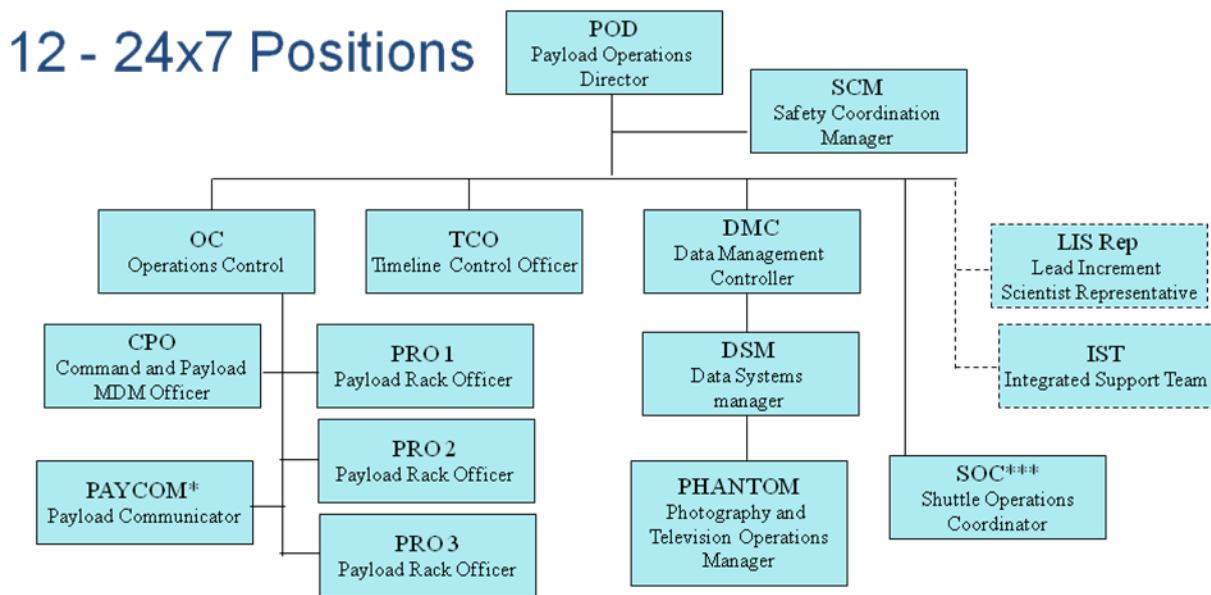 12 - 24x7 Positions
POD
Payload Operations
Director
SCM
Safety Coordination
Manager
OC
Operations Control
TCO
Timeline Control Officer
DMC
Data Management
Controller
LIS Rep
Lead Increment
Scientist Representative
CPO
Command and Payload
MDM Officer
PRO 1
Payload Rack Officer
DSM
Data Systems
manager
IST
Integrated Support Team
PRO 2
Payload Rack Officer
PAYCOM*
Payload Communicator
PHANTOM
Photography and
Television Operations
Manager
SOC***
Shuttle Operations
Coordinator
PRO 3
Payload Rack Officer